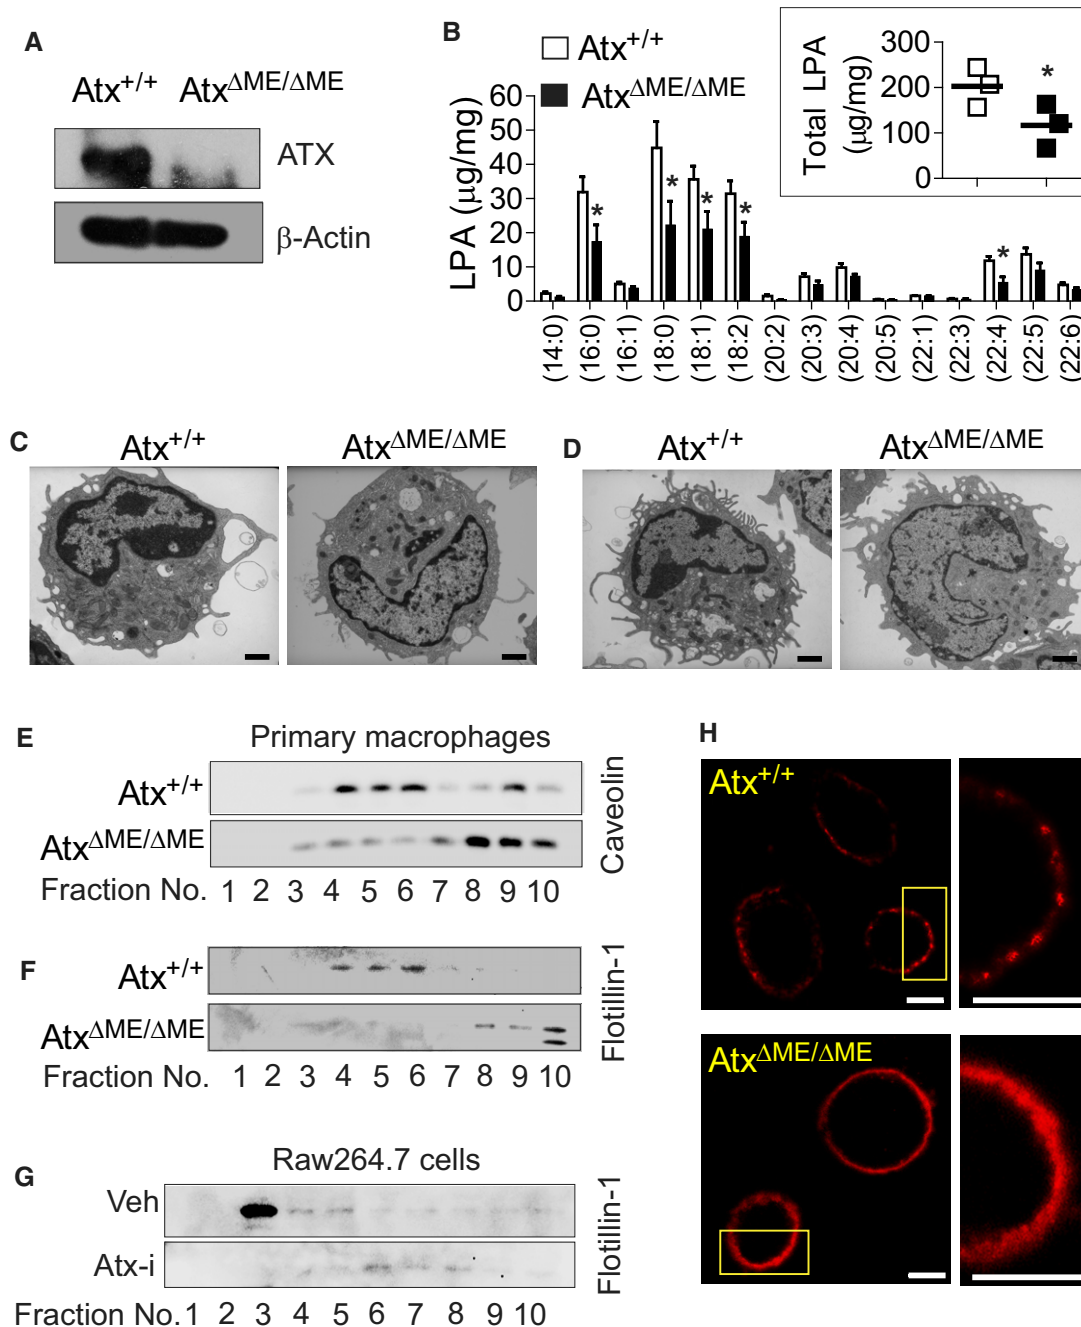 A
Atx+/+ AtxΔME/ΔME
ATX
β-Actin
B
Atx+/+
AtxΔME/ΔME
LPA (μg/mg)
60
50
40
30
20
10
0
* * * * *
(14:0) (16:0) (16:1) (18:0) (18:1) (18:2) (20:2) (20:3) (20:4) (20:5) (22:1) (22:3) (22:4) (22:5) (22:6)
Total LPA
(μg/mg)
300
200
100
0
*
C
Atx+/+ AtxΔME/ΔME
D
Atx+/+ AtxΔME/ΔME
E
Primary macrophages
Atx+/+
AtxΔME/ΔME
Caveolin
Fraction No. 1 2 3 4 5 6 7 8 9 10
F
Atx+/+
AtxΔME/ΔME
Flotillin-1
Fraction No. 1 2 3 4 5 6 7 8 9 10
G
Raw264.7 cells
Veh
Atx-i
Flotillin-1
Fraction No. 1 2 3 4 5 6 7 8 9 10
H
Atx+/+
AtxΔME/ΔME